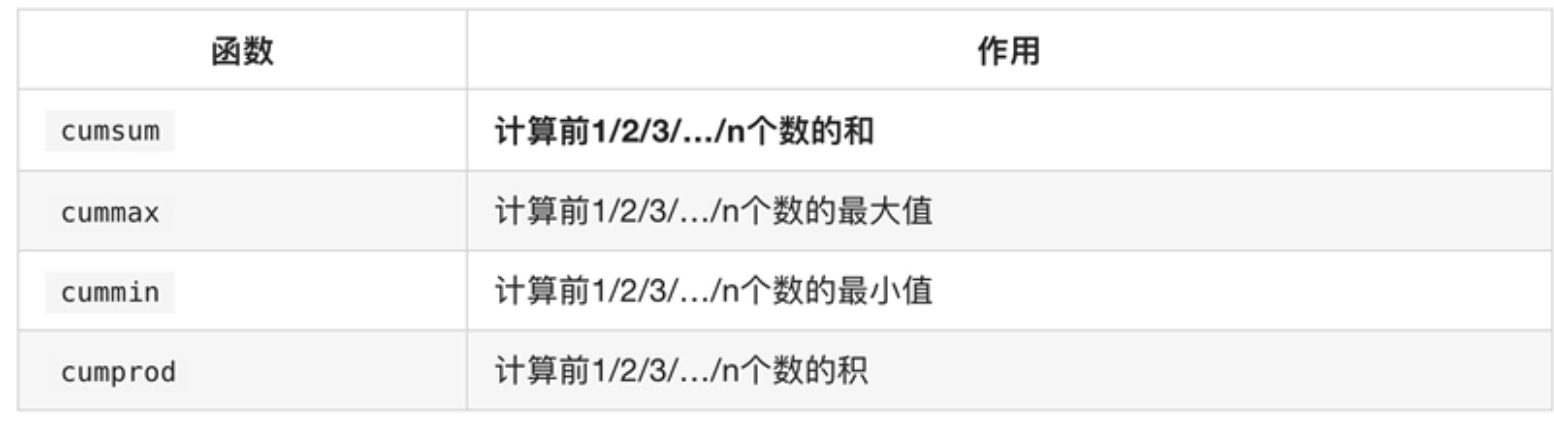 函数 作用
cumsum 计算前1/2/3/…/n个数的和
cummax 计算前1/2/3/…/n个数的最大值
cummin 计算前1/2/3/…/n个数的最小值
cumprod 计算前1/2/3/…/n个数的积